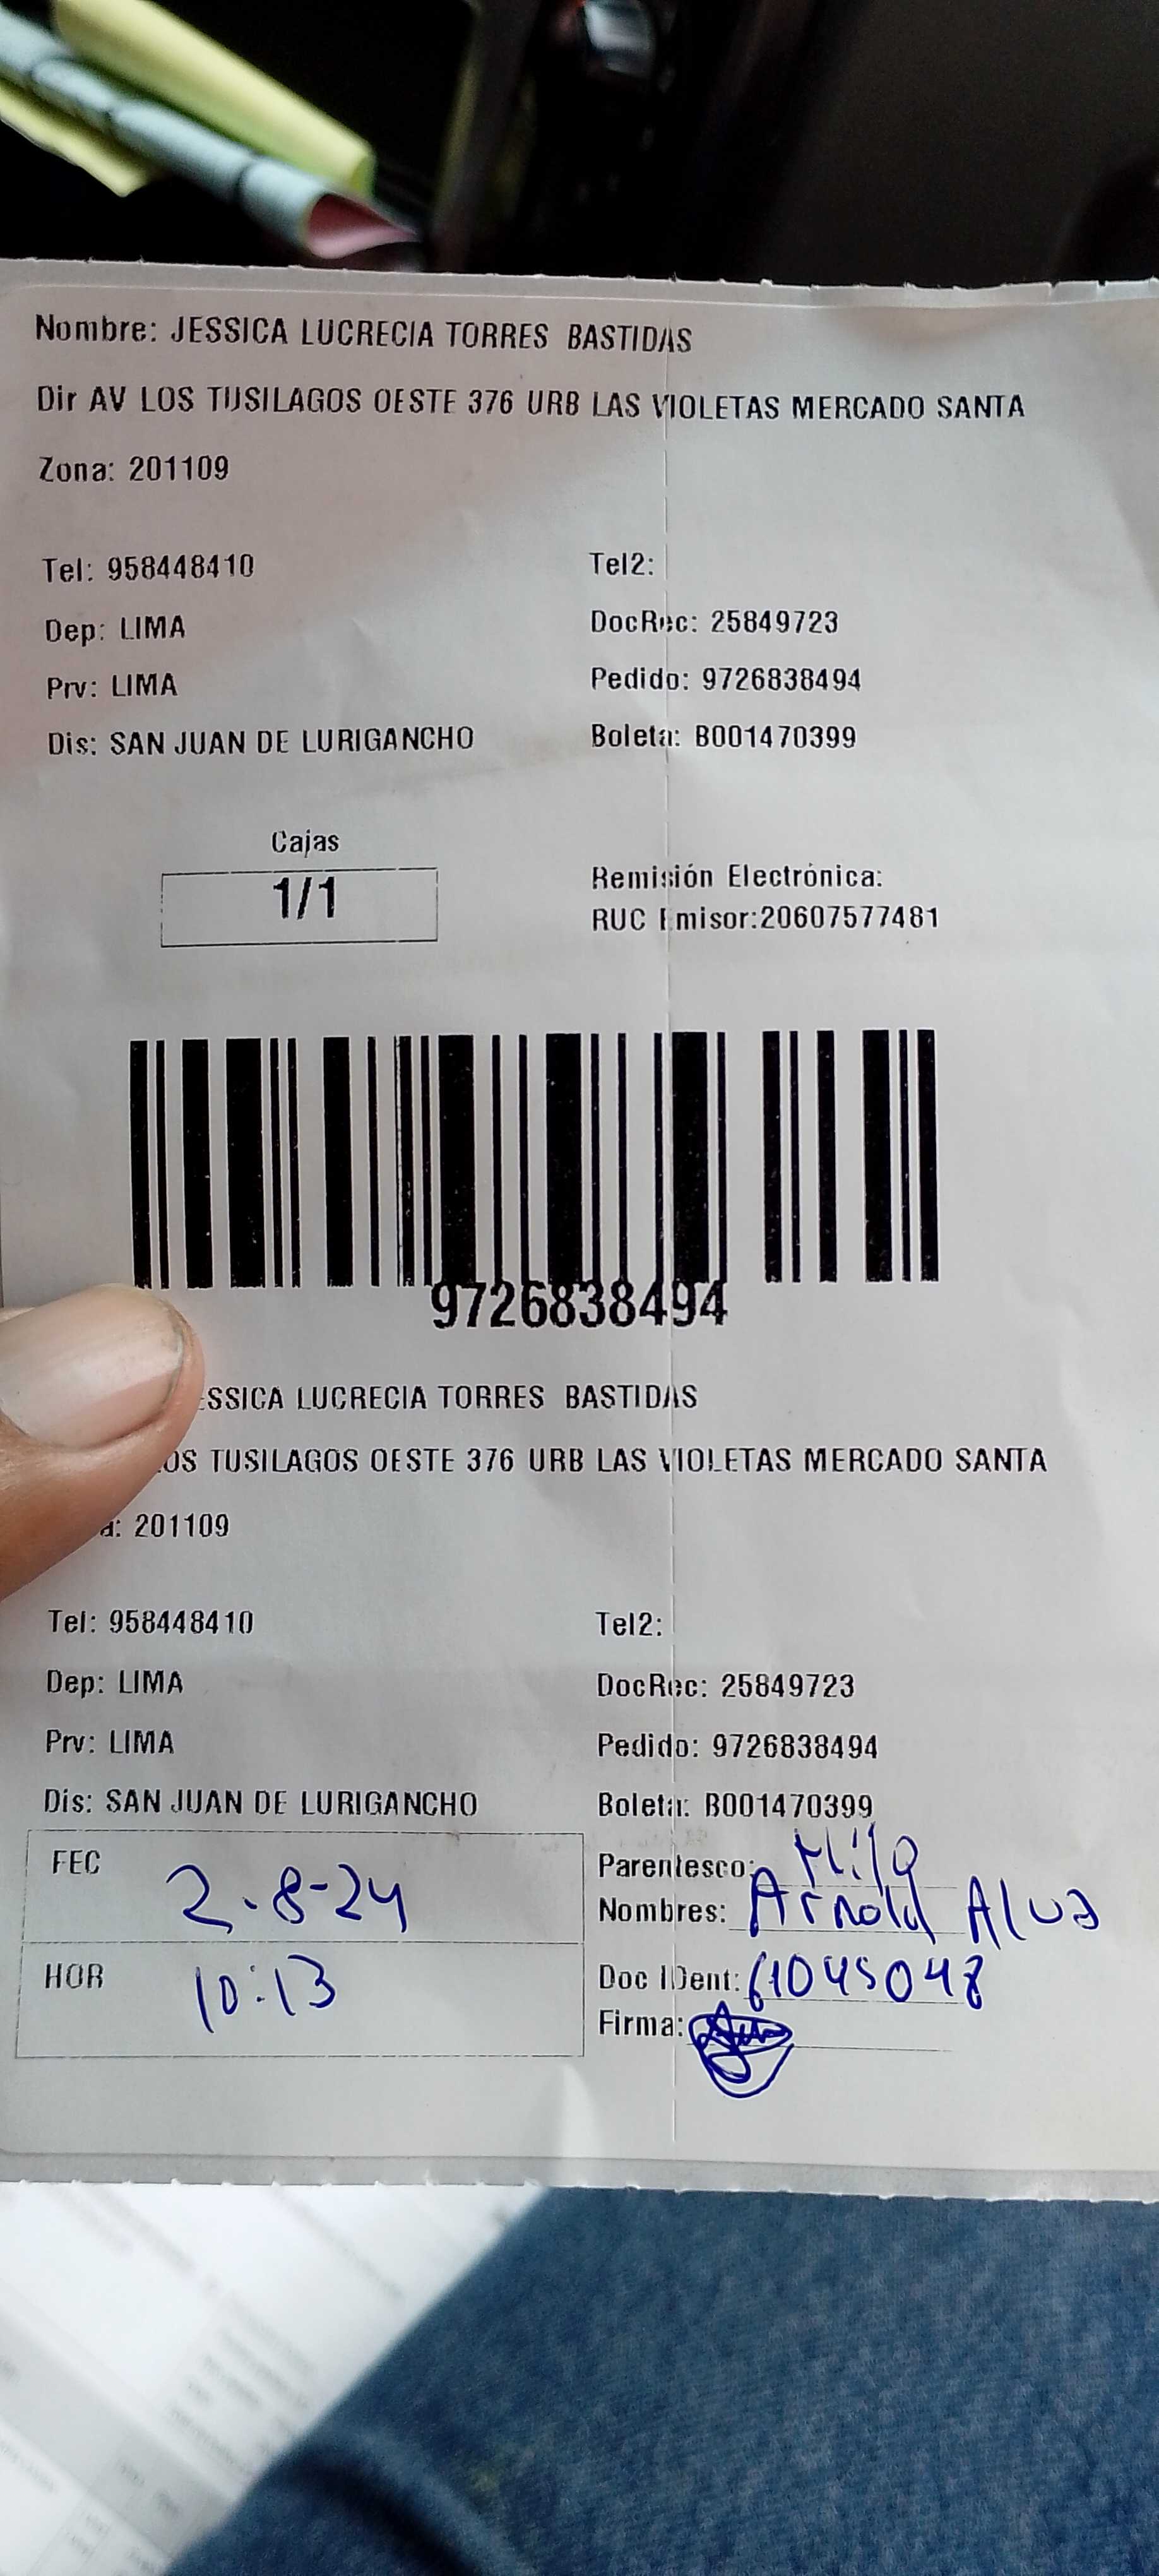 Nombre: JESSICA LUCRECIA TORRES BASTIDAS
Dir AV LOS TUSILAGOS OESTE 376 URB LAS VIOLETAS MERCADO SANTA
Zona: 201109
Tel: 958448410 Tel2:
Dep: LIMA DocRec: 25849723
Prv: LIMA Pedido: 9726838494
Dis: SAN JUAN DE LURIGANCHO Boleta: B001470399
Cajas
1/1
Remisión Electrónica:
RUC Emisor:20607577481
9726838494
ESSICA LUCRECIA TORRES BASTIDAS
OS TUSILAGOS OESTE 376 URB LAS VIOLETAS MERCADO SANTA
a: 201109
Tel: 958448410 Tel2:
Dep: LIMA DocRec: 25849723
Prv: LIMA Pedido: 9726838494
Dis: SAN JUAN DE LURIGANCHO Boleta: B001470399
FEC 2-8-24
Parentesco:
Nombres: Arnold Alva
HOR 10:13
Doc IDent: 61045048
Firma: